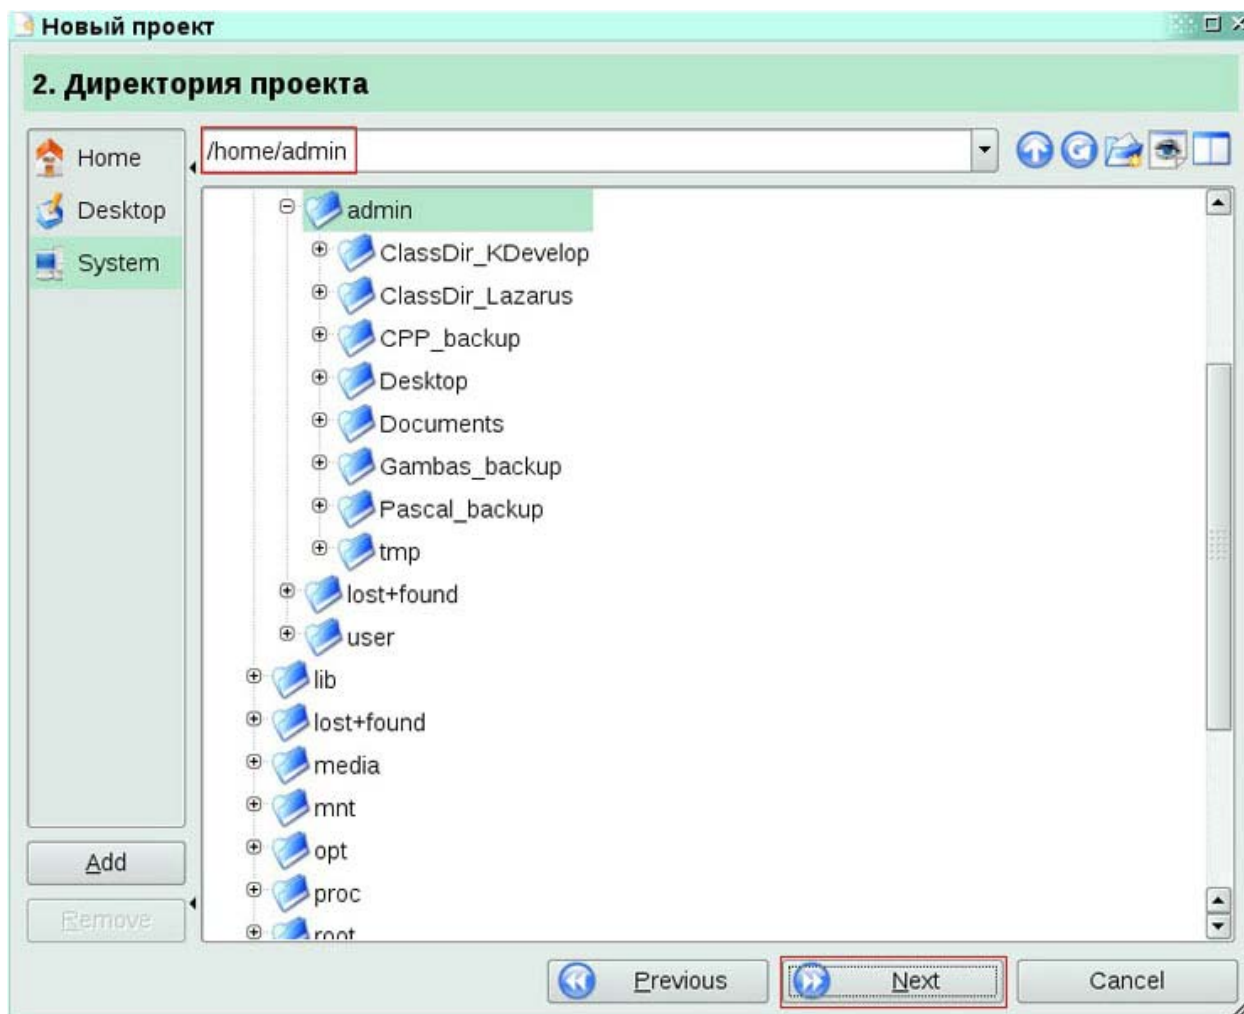 Новый проект
2. Директория проекта
Home
Desktop
System
/home/admin
admin
ClassDir_KDevelop
ClassDir_Lazarus
CPP_backup
Desktop
Documents
Gambas_backup
Pascal_backup
tmp
lost+found
user
lib
lost+found
media
mnt
opt
proc
root
Add
Remove
Previous
Next
Cancel